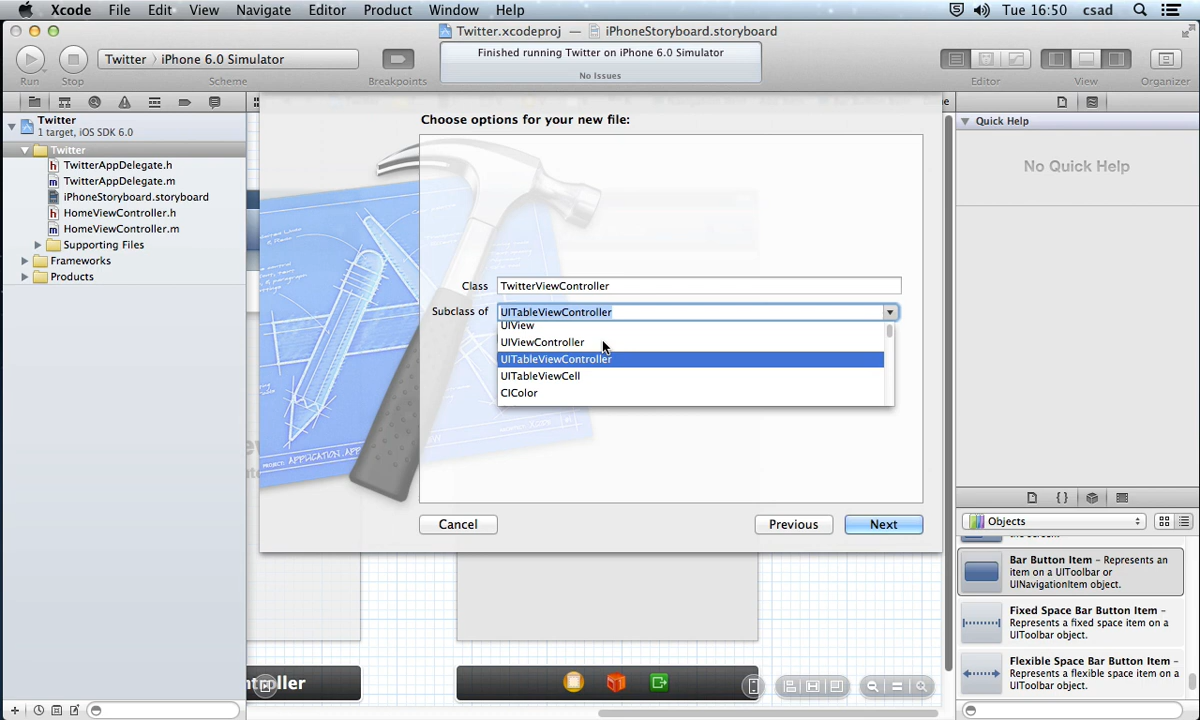 Xcode File Edit View Navigate Editor Product Window Help Tue 16:50 csad
Twitter.xcodeproj — iPhoneStoryboard.storyboard
Twitter iPhone 6.0 Simulator
Finished running Twitter on iPhone 6.0 Simulator
No Issues
Run Stop Scheme Breakpoints Editor View Organizer
Twitter
1 target, iOS SDK 6.0
Twitter
TwitterAppDelegate.h
TwitterAppDelegate.m
iPhoneStoryboard.storyboard
HomeViewController.h
HomeViewController.m
Supporting Files
Frameworks
Products
Choose options for your new file:
Class TwitterViewController
Subclass of UITableViewController
UIView
UIViewController
UITableViewController
UITableViewCell
CIColor
Cancel Previous Next
Quick Help
No Quick Help
Objects
Bar Button Item – Represents an
item on a UIToolbar or
UINavigationItem object.
Fixed Space Bar Button Item –
Represents a fixed space item on a
UIToolbar object.
Flexible Space Bar Button Item –
Represents a flexible space item on a
UIToolbar object.